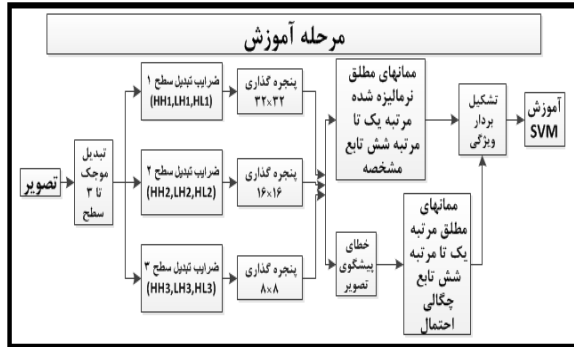 مرحله آموزش
تصویر
تبدیل
موجک
تا ۳
سطح
ضرایب تبدیل سطح ۱
(HH1,LH1,HL1)
پنجره گذاری
۳۲×۳۲
ضرایب تبدیل سطح ۲
(HH2,LH2,HL2)
پنجره گذاری
۱۶×۱۶
ضرایب تبدیل سطح ۳
(HH3,LH3,HL3)
پنجره گذاری
۸×۸
ممانهای مطلق
نرمالیزه شده
مرتبه یک تا
مرتبه شش تابع
مشخصه
خطای
پیشگوی
تصویر
ممانهای
مطلق مرتبه
یک تا مرتبه
شش تابع
چگالی
احتمال
تشکیل
بردار
ویژگی
آموزش
SVM